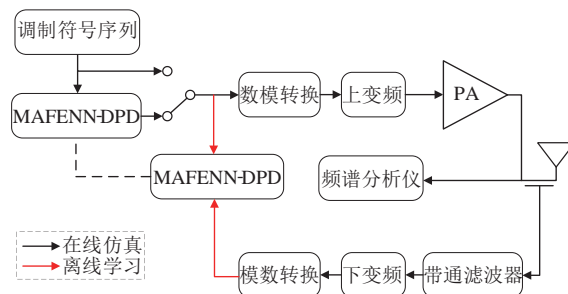 调制符号序列
MAFENN-DPD
数模转换
上变频
PA
MAFENN-DPD
频谱分析仪
在线仿真
离线学习
模数转换
下变频
带通滤波器